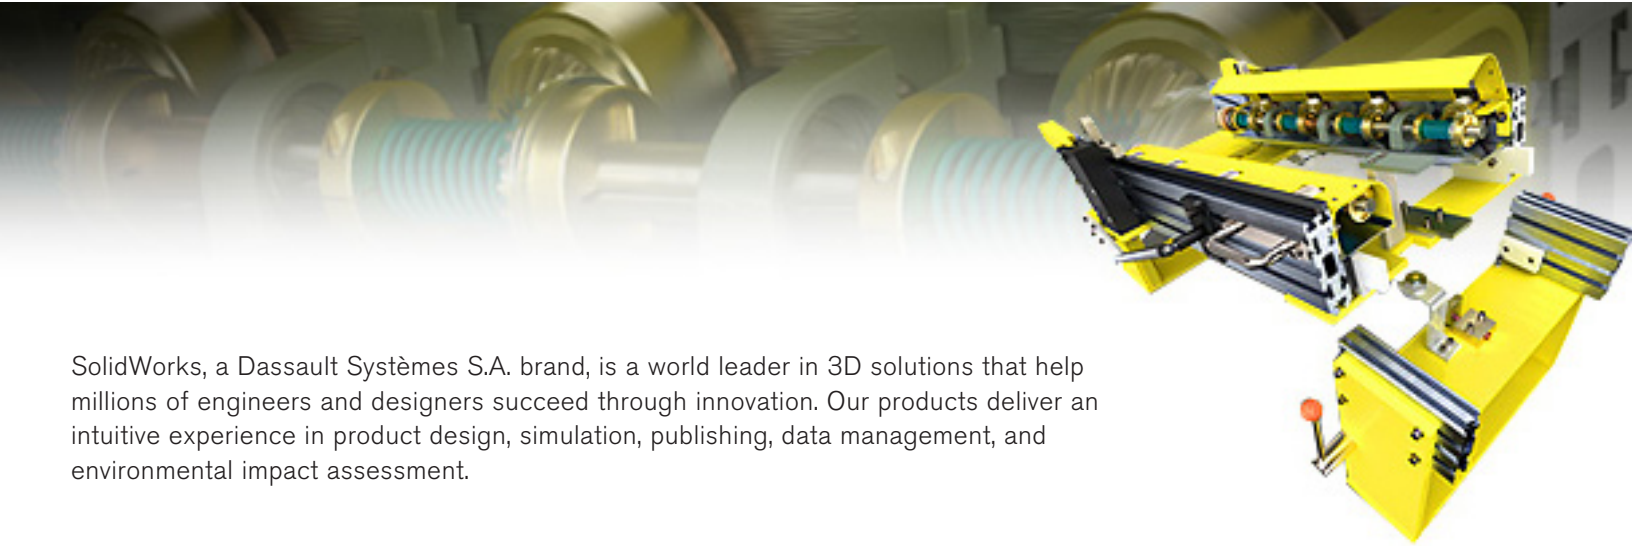 SolidWorks, a Dassault Systèmes S.A. brand, is a world leader in 3D solutions that help
millions of engineers and designers succeed through innovation. Our products deliver an
intuitive experience in product design, simulation, publishing, data management, and
environmental impact assessment.